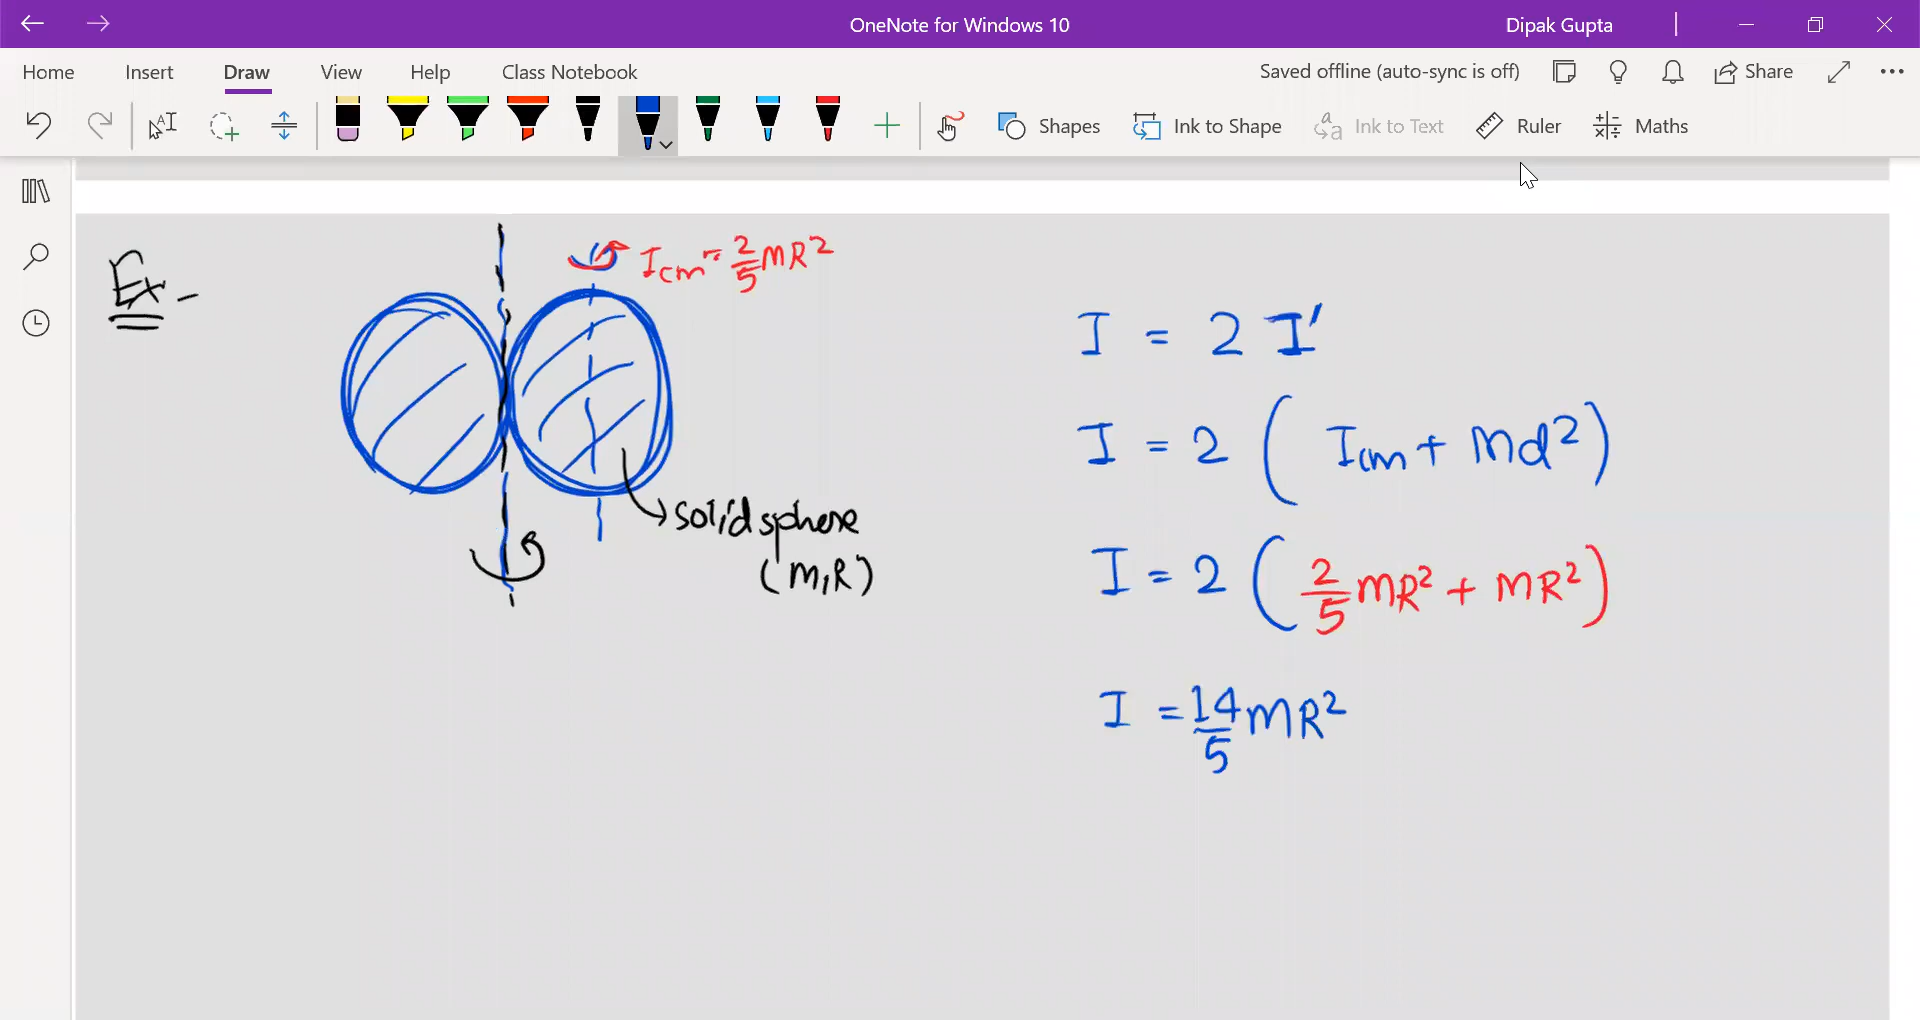 OneNote for Windows 10
Dipak Gupta
Home Insert Draw View Help Class Notebook
Saved offline (auto-sync is off)
Share
Shapes
Ink to Shape
Ink to Text
Ruler
Maths
Ex -
Icm = 2/5 MR²
solid sphere
(M,R)
I = 2 I'
I = 2 ( Icm + Md² )
I = 2 ( 2/5 MR² + MR² )
I = 14/5 MR²